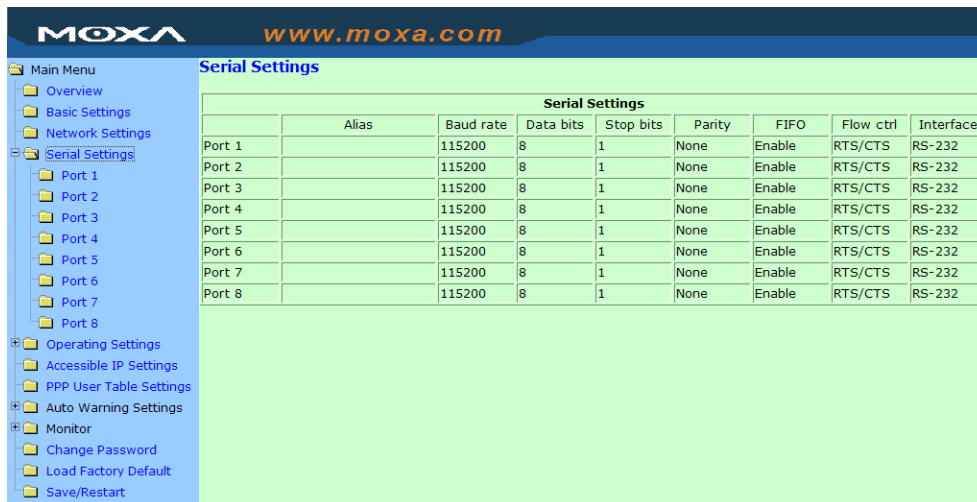 MOXA www.moxa.com
Main Menu
Overview
Basic Settings
Network Settings
Serial Settings
Port 1
Port 2
Port 3
Port 4
Port 5
Port 6
Port 7
Port 8
Operating Settings
Accessible IP Settings
PPP User Table Settings
Auto Warning Settings
Monitor
Change Password
Load Factory Default
Save/Restart
Serial Settings
Serial Settings
Alias Baud rate Data bits Stop bits Parity FIFO Flow ctrl Interface
Port 1 115200 8 1 None Enable RTS/CTS RS-232
Port 2 115200 8 1 None Enable RTS/CTS RS-232
Port 3 115200 8 1 None Enable RTS/CTS RS-232
Port 4 115200 8 1 None Enable RTS/CTS RS-232
Port 5 115200 8 1 None Enable RTS/CTS RS-232
Port 6 115200 8 1 None Enable RTS/CTS RS-232
Port 7 115200 8 1 None Enable RTS/CTS RS-232
Port 8 115200 8 1 None Enable RTS/CTS RS-232